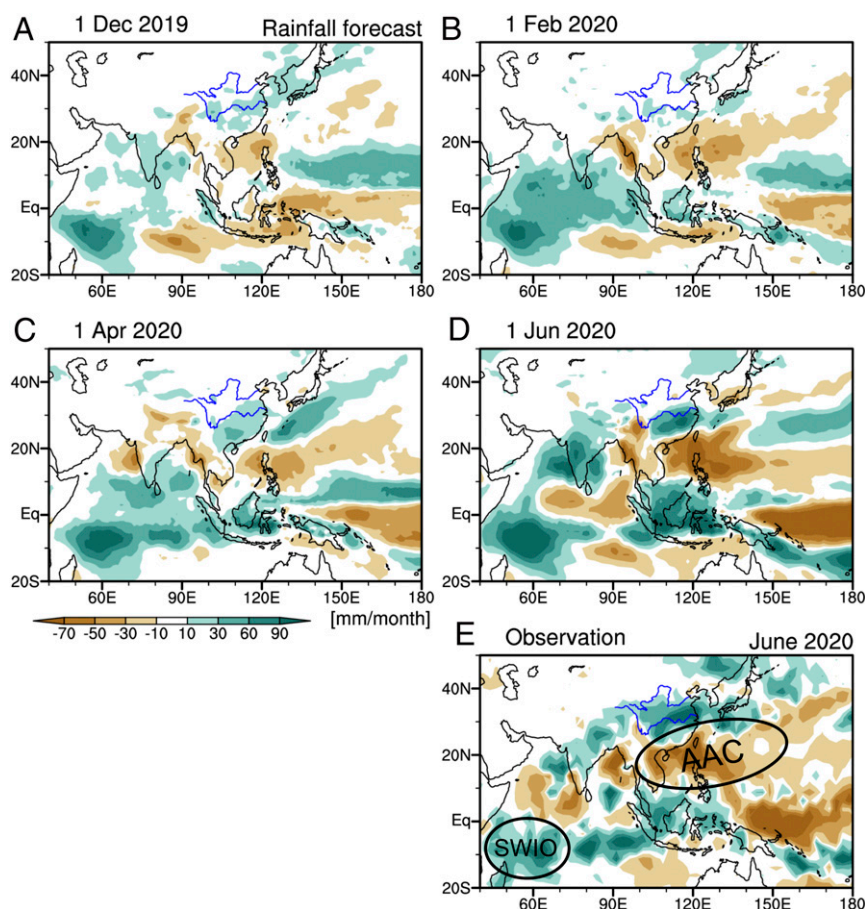 A 1 Dec 2019 Rainfall forecast
B 1 Feb 2020
40N
20N
Eq
20S
60E 90E 120E 150E 180
40N
20N
Eq
20S
60E 90E 120E 150E 180
C 1 Apr 2020
D 1 Jun 2020
40N
20N
Eq
20S
60E 90E 120E 150E 180
40N
20N
Eq
20S
60E 90E 120E 150E 180
-70 -50 -30 -10 10 30 60 90
[mm/month]
E Observation June 2020
40N
20N
Eq
20S
AAC
SWIO
60E 90E 120E 150E 180